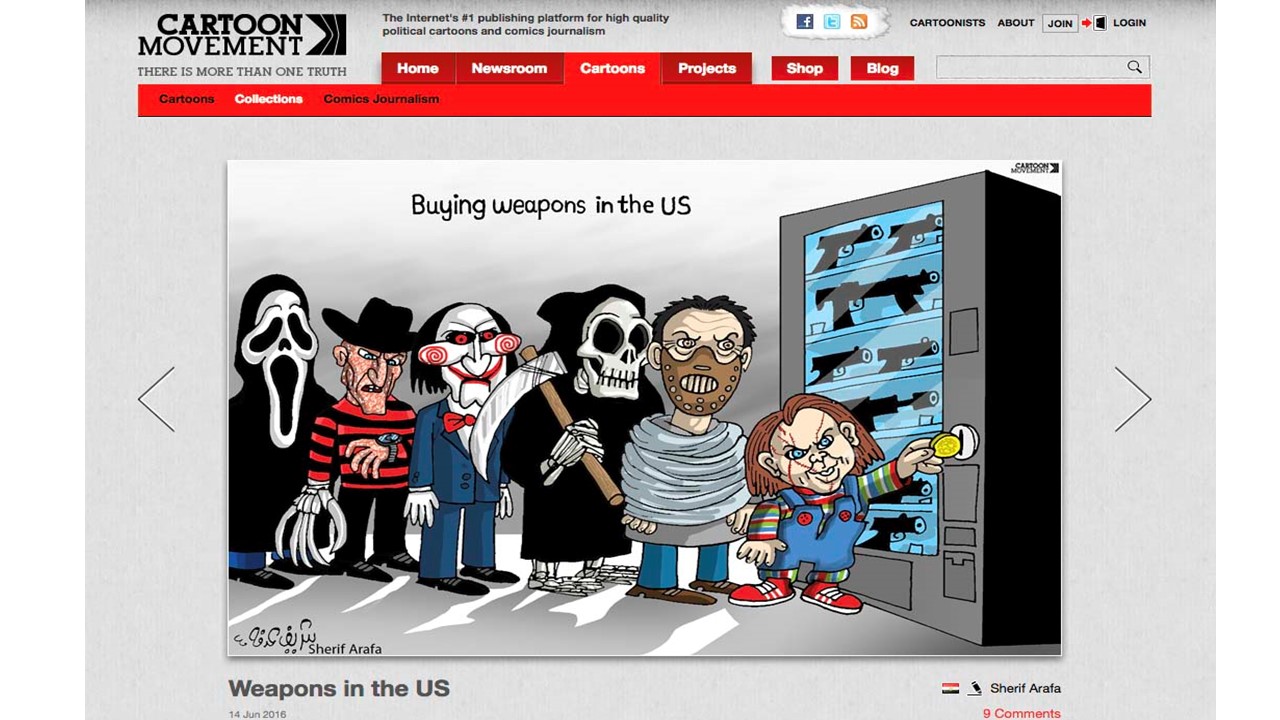 CARTOON
MOVEMENT
THERE IS MORE THAN ONE TRUTH
The Internet's #1 publishing platform for high quality
political cartoons and comics journalism
CARTOONISTS ABOUT JOIN LOGIN
Home Newsroom Cartoons Projects Shop Blog
Cartoons Collections Comics Journalism
CARTOON
MOVEMENT
Buying weapons in the US
Sherif Arafa
Weapons in the US
Sherif Arafa
14 Jun 2016
9 Comments